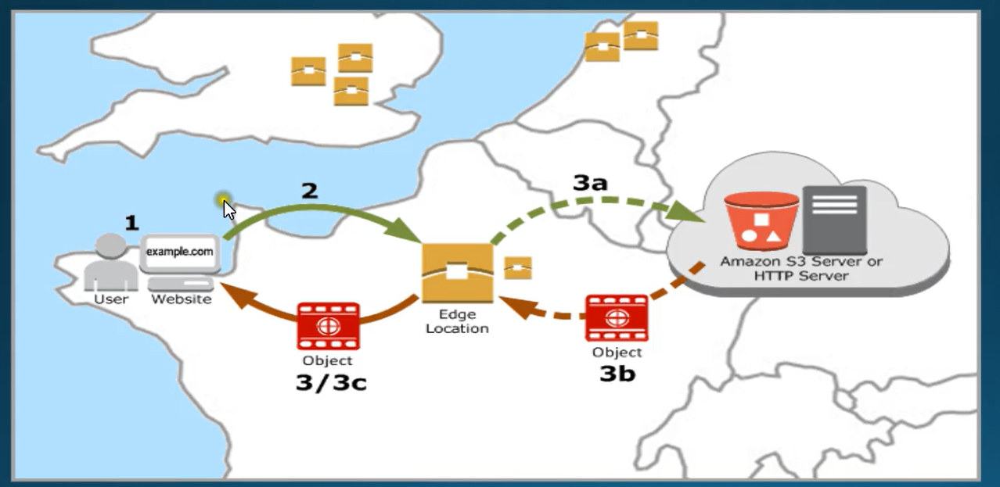 1
2
3a
example.com
User
Website
Edge
Location
Amazon S3 Server or
HTTP Server
Object
3/3c
Object
3b